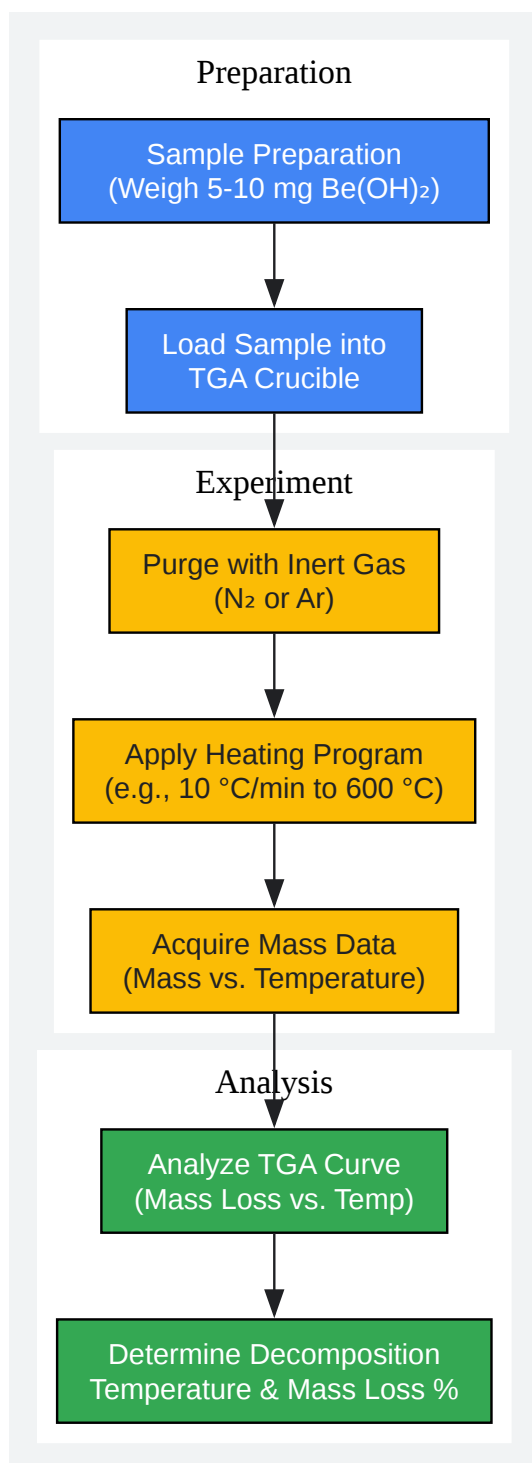 Preparation
Sample Preparation
(Weigh 5-10 mg Be(OH)₂)
Load Sample into
TGA Crucible
Experiment
Purge with Inert Gas
(N₂ or Ar)
Apply Heating Program
(e.g., 10 °C/min to 600 °C)
Acquire Mass Data
(Mass vs. Temperature)
Analysis
Analyze TGA Curve
(Mass Loss vs. Temp)
Determine Decomposition
Temperature & Mass Loss %